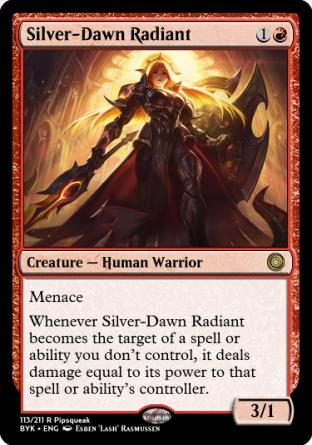 Silver-Dawn Radiant 1
Creature — Human Warrior
Menace
Whenever Silver-Dawn Radiant
becomes the target of a spell or
ability you don't control, it deals
damage equal to its power to that
spell or ability's controller.
3/1
113/211 R Pipsqueak
BYK • ENG Esben 'Lash' Rasmussen